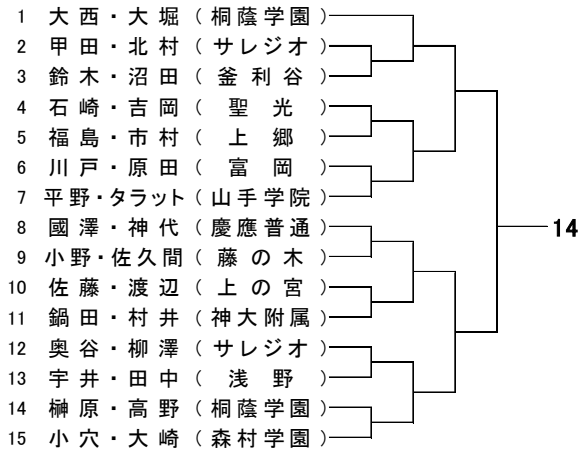 1 大西・大堀（桐蔭学園）
2 甲田・北村（サレジオ）
3 鈴木・沼田（釜利谷）
4 石崎・吉岡（聖光）
5 福島・市村（上郷）
6 川戸・原田（富岡）
7 平野・タラット（山手学院）
8 國澤・神代（慶應普通）
9 小野・佐久間（藤の木）
10 佐藤・渡辺（上の宮）
11 鍋田・村井（神大附属）
12 奥谷・柳澤（サレジオ）
13 宇井・田中（浅野）
14 榊原・高野（桐蔭学園）
15 小穴・大崎（森村学園）
14